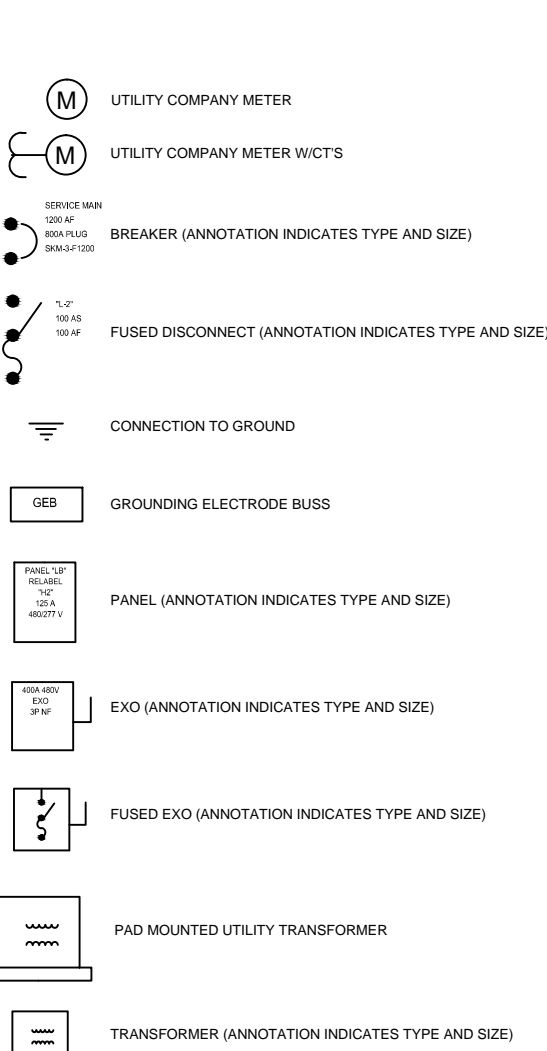 M UTILITY COMPANY METER
M UTILITY COMPANY METER W/CT'S
SERVICE MAIN
1200 AF
800A PLUG
SKM-3-F1200
BREAKER (ANNOTATION INDICATES TYPE AND SIZE)
"L-2"
100 AS
100 AF
FUSED DISCONNECT (ANNOTATION INDICATES TYPE AND SIZE)
CONNECTION TO GROUND
GEB GROUNDING ELECTRODE BUSS
PANEL "LB"
RELABEL
"H2"
125 A
480/277 V
PANEL (ANNOTATION INDICATES TYPE AND SIZE)
400A 480V
EXO
3P NF
EXO (ANNOTATION INDICATES TYPE AND SIZE)
FUSED EXO (ANNOTATION INDICATES TYPE AND SIZE)
PAD MOUNTED UTILITY TRANSFORMER
TRANSFORMER (ANNOTATION INDICATES TYPE AND SIZE)